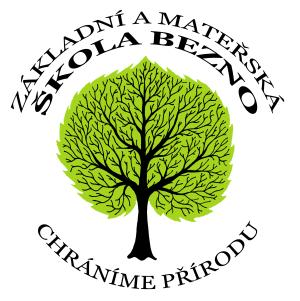 ZÁKLADNÍ A MATEŘSKÁ
ŠKOLA BEZNO
CHRÁNÍME PŘÍRODU